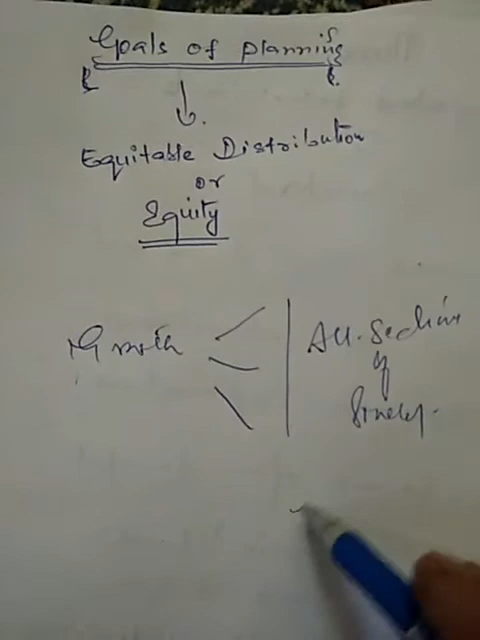 Goals of planning
Equitable Distribution
or
Equity
Growth
All Sections
of
Society.